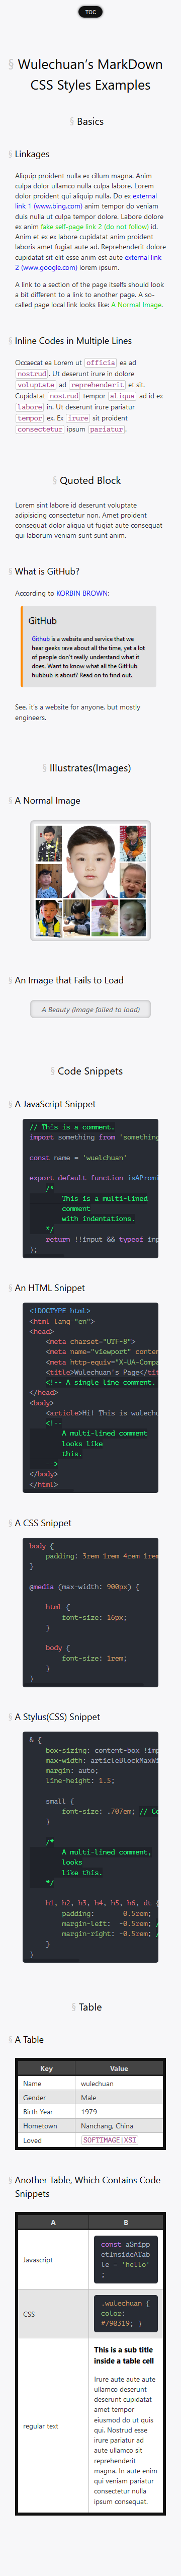 TOC
§ Wulechuan's MarkDown
CSS Styles Examples
§ Basics
§ Linkages
Aliquip proident nulla ex cillum magna. Anim
culpa dolor ullamco nulla culpa labore. Lorem
dolor proident qui aliquip nulla. Do ex external
link 1 (www.bing.com) anim tempor do veniam
duis nulla ut culpa tempor dolore. Labore dolore
ex anim fake self-page link 2 (do not follow) id.
Anim et ex ex labore cupidatat anim proident
laboris amet fugiat aute ad. Reprehenderit dolore
cupidatat sit elit esse anim est aute external link
2 (www.google.com) lorem ipsum.
A link to a section of the page itself should look
a bit different to a link to another page. A so-
called page local link looks like: A Normal Image.
§ Inline Codes in Multiple Lines
Occaecat ea Lorem ut officia ea ad
nostrud. Ut deserunt irure in dolore
voluptate ad reprehenderit et sit.
Cupidatat nostrud tempor aliqua ad id ex
labore in. Ut deserunt irure pariatur
tempor ex. Ex irure sit proident
consectetur ipsum pariatur.
§ Quoted Block
Lorem sint labore id deserunt voluptate
adipisicing consectetur non. Amet proident
consequat dolor aliqua ut fugiat aute consequat
qui laborum veniam sunt sunt anim.
§ What is GitHub?
According to KORBIN BROWN:
GitHub
Github is a website and service that we
hear geeks rave about all the time, yet a lot
of people don't really understand what it
does. Want to know what all the GitHub
hubbub is about? Read on to find out.
See, it's a website for anyone, but mostly
engineers.
§ Illustrates(Images)
§ A Normal Image
§ An Image that Fails to Load
A Beauty (Image failed to load)
§ Code Snippets
§ A JavaScript Snippet
// This is a comment.
import something from 'something
const name = 'wuelchuan'
export default function isAPromi
/*
This is a multi-lined
comment
with indentations.
*/
return !!input && typeof inp
};
§ An HTML Snippet
<!DOCTYPE html>
<html lang="en">
<head>
<meta charset="UTF-8">
<meta name="viewport" conten
<meta http-equiv="X-UA-Compa
<title>Wulechuan's Page</tit
<!-- A single line comment.
</head>
<body>
<article>Hi! This is wulechu
<!--
A multi-lined comment
looks like
this.
-->
</body>
</html>
§ A CSS Snippet
body {
padding: 3rem 1rem 4rem 1rem
}
@media (max-width: 900px) {
html {
font-size: 16px;
}
body {
font-size: 1rem;
}
}
§ A Stylus(CSS) Snippet
& {
box-sizing: content-box !imp
max-width: articleBlockMaxWi
margin: auto;
line-height: 1.5;
small {
font-size: .707em; // Co
}
/*
A multi-lined comment,
looks
like this.
*/
h1, h2, h3, h4, h5, h6, dt {
padding: 0.5rem;
margin-left: -0.5rem; /
margin-right: -0.5rem; /
}
}
§ Table
§ A Table
Key Value
Name wulechuan
Gender Male
Birth Year 1979
Hometown Nanchang, China
Loved SOFTIMAGE|XSI
§ Another Table, Which Contains Code
Snippets
A B
Javascript
const aSnipp
etInsideATab
le = 'hello'
;
CSS
.wulechuan {
color:
#790319; }
regular text
This is a sub title
inside a table cell
Irure aute aute aute
ullamco deserunt
deserunt cupidatat
amet tempor
eiusmod do ut quis
qui. Nostrud esse
irure pariatur ad
aute ullamco sit
reprehenderit
magna. In aute enim
qui veniam pariatur
consectetur nulla
ipsum consequat.